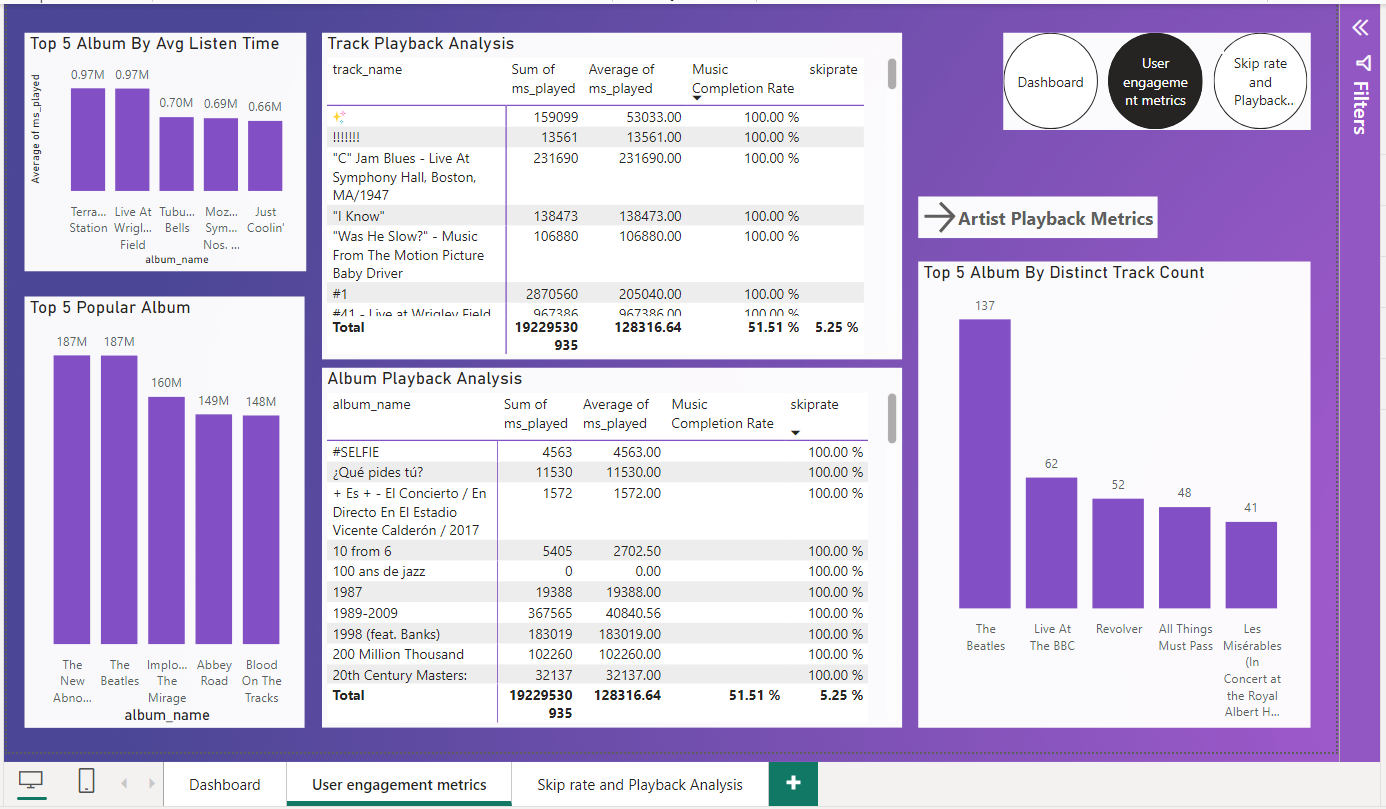 Top 5 Album By Avg Listen Time
Average of ms_played
0.97M 0.97M 0.70M 0.69M 0.66M
Terra... Station
Live At Wrigl... Field
Tubu... Bells
Moz... Sym... Nos. ...
Just Coolin'
album_name
Top 5 Popular Album
187M 187M 160M 149M 148M
The New Abno...
The Beatles
Implo... The Mirage
Abbey Road
Blood On The Tracks
album_name
Track Playback Analysis
track_name Sum of ms_played Average of ms_played Music Completion Rate skiprate
✨ 159099 53033.00 100.00 %
!!!!!!! 13561 13561.00 100.00 %
"C" Jam Blues - Live At 231690 231690.00 100.00 %
Symphony Hall, Boston,
MA/1947
"I Know" 138473 138473.00 100.00 %
"Was He Slow?" - Music 106880 106880.00 100.00 %
From The Motion Picture
Baby Driver
#1 2870560 205040.00 100.00 %
#41 - Live at Wrigley Field 967386 967386.00 100.00 %
Total 19229530 128316.64 51.51 % 5.25 %
935
Album Playback Analysis
album_name Sum of ms_played Average of ms_played Music Completion Rate skiprate
#SELFIE 4563 4563.00 100.00 %
¿Qué pides tú? 11530 11530.00 100.00 %
+ Es + - El Concierto / En 1572 1572.00 100.00 %
Directo En El Estadio
Vicente Calderón / 2017
10 from 6 5405 2702.50 100.00 %
100 ans de jazz 0 0.00 100.00 %
1987 19388 19388.00 100.00 %
1989-2009 367565 40840.56 100.00 %
1998 (feat. Banks) 183019 183019.00 100.00 %
200 Million Thousand 102260 102260.00 100.00 %
20th Century Masters: 32137 32137.00 100.00 %
Total 19229530 128316.64 51.51 % 5.25 %
935
Dashboard
User
engageme
nt metrics
Skip rate
and
Playback..
Artist Playback Metrics
Top 5 Album By Distinct Track Count
137 62 52 48 41
The Beatles
Live At The BBC
Revolver
All Things Must Pass
Les Misérables (In Concert at the Royal Albert H...
Filters
Dashboard User engagement metrics Skip rate and Playback Analysis +